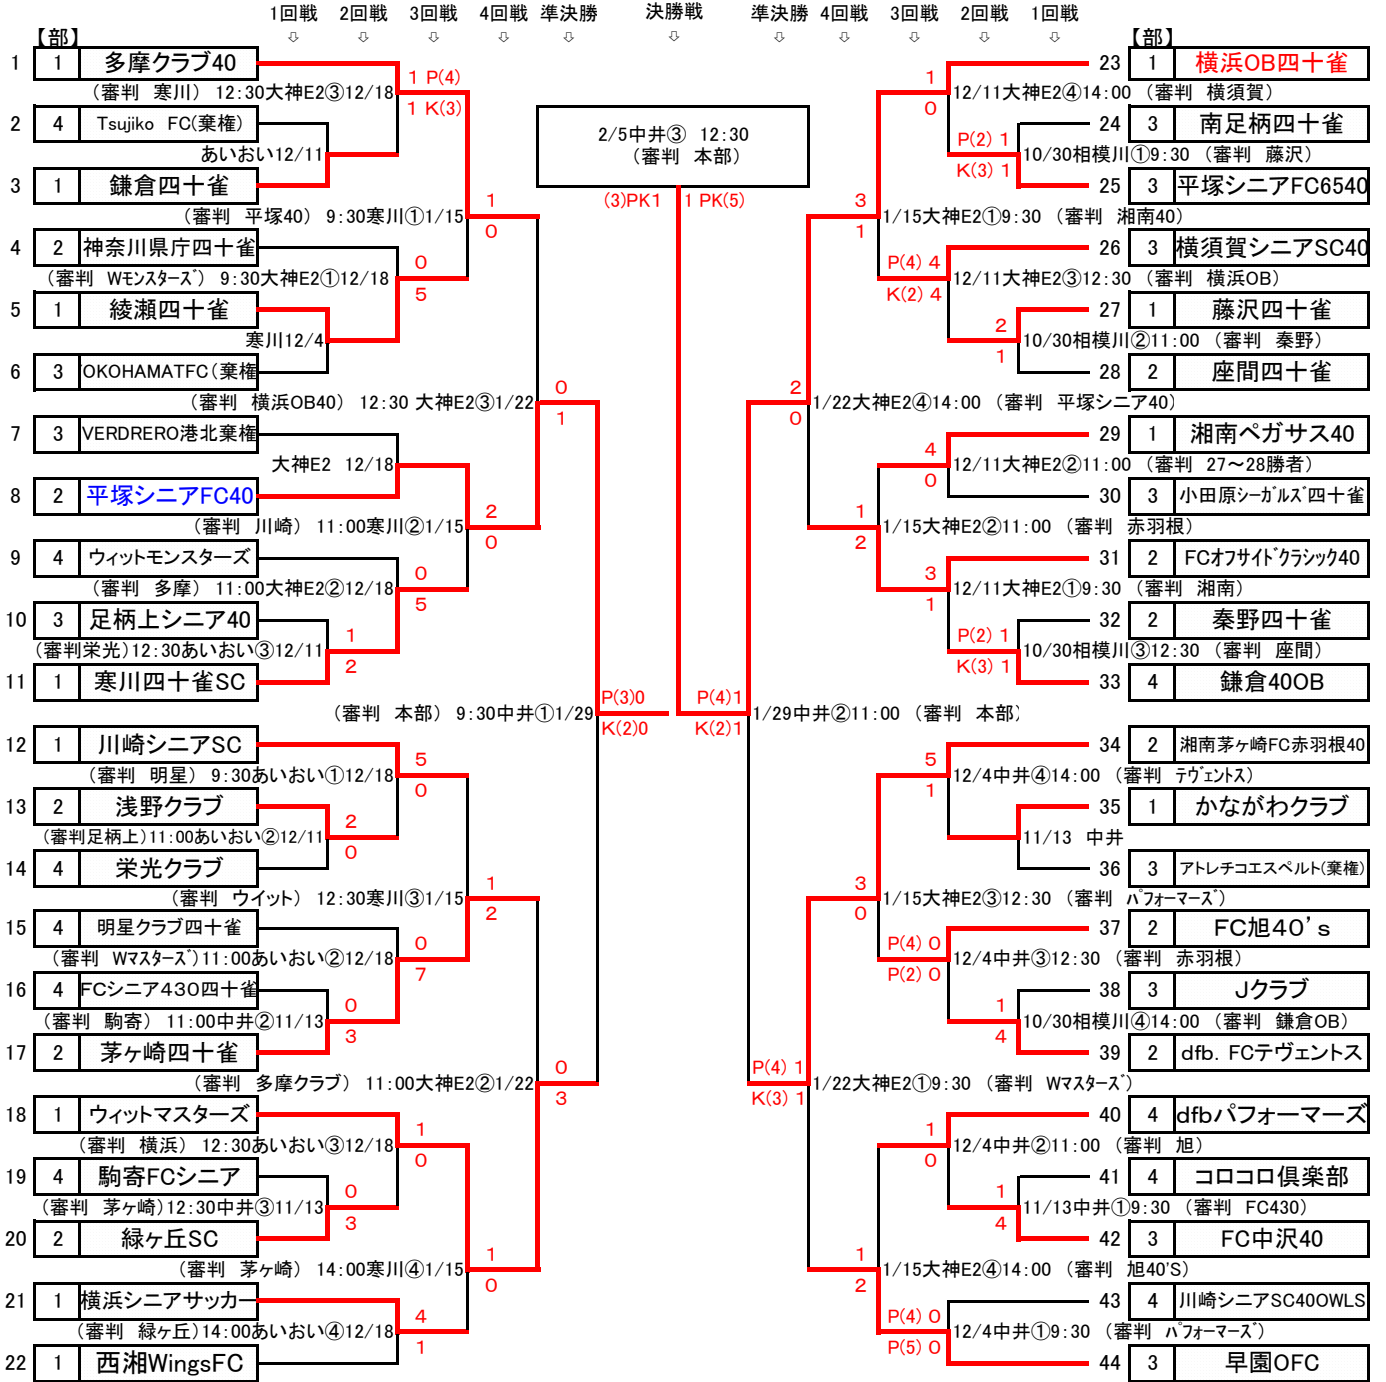 1回戦 2回戦 3回戦 4回戦 準決勝 決勝戦 準決勝 4回戦 3回戦 2回戦 1回戦
⇩ ⇩ ⇩ ⇩ ⇩ ⇩ ⇩ ⇩ ⇩ ⇩ ⇩
【部】
1 1 多摩クラブ40
1 P(4)
(審判 寒川) 12:30大神E2③12/18
1 K(3)
2 4 Tsujiko FC(棄権)
あいおい12/11
3 1 鎌倉四十雀
1
(審判 平塚40) 9:30寒川①1/15
0
4 2 神奈川県庁四十雀
0
(審判 Wモンスターズ) 9:30大神E2①12/18
5
5 1 綾瀬四十雀
寒川12/4
6 3 OKOHAMATFC(棄権
0
(審判 横浜OB40) 12:30 大神E2③1/22
1
7 3 VERDRERO港北棄権
大神E2 12/18
8 2 平塚シニアFC40
2
(審判 川崎) 11:00寒川②1/15
0
9 4 ウィットモンスターズ
0
(審判 多摩) 11:00大神E2②12/18
5
10 3 足柄上シニア40
1
(審判栄光)12:30あいおい③12/11
2
11 1 寒川四十雀SC
P(3)0
(審判 本部) 9:30中井①1/29
K(2)0
12 1 川崎シニアSC
5
(審判 明星) 9:30あいおい①12/18
0
13 2 浅野クラブ
2
(審判足柄上)11:00あいおい②12/11
0
14 4 栄光クラブ
1
(審判 ウイット) 12:30寒川③1/15
2
15 4 明星クラブ四十雀
0
(審判 Wマスターズ)11:00あいおい②12/18
7
16 4 FCシニア430四十雀
0
(審判 駒寄) 11:00中井②11/13
3
17 2 茅ヶ崎四十雀
0
(審判 多摩クラブ) 11:00大神E2②1/22
3
18 1 ウィットマスターズ
1
(審判 横浜) 12:30あいおい③12/18
0
19 4 駒寄FCシニア
0
(審判 茅ヶ崎)12:30中井③11/13
3
20 2 緑ヶ丘SC
1
(審判 茅ヶ崎) 14:00寒川④1/15
0
21 1 横浜シニアサッカー
4
(審判 緑ヶ丘)14:00あいおい④12/18
1
22 1 西湘WingsFC
2/5中井③ 12:30
(審判 本部)
(3)PK1 1 PK(5)
【部】
23 1 横浜OB四十雀
1
12/11大神E2④14:00 (審判 横須賀)
0
24 3 南足柄四十雀
P(2) 1
10/30相模川①9:30 (審判 藤沢)
K(3) 1
25 3 平塚シニアFC6540
3
1/15大神E2①9:30 (審判 湘南40)
1
26 3 横須賀シニアSC40
P(4) 4
12/11大神E2③12:30 (審判 横浜OB)
K(2) 4
27 1 藤沢四十雀
2
10/30相模川②11:00 (審判 秦野)
1
28 2 座間四十雀
2
1/22大神E2④14:00 (審判 平塚シニア40)
0
29 1 湘南ペガサス40
4
12/11大神E2②11:00 (審判 27～28勝者)
0
30 3 小田原シーガルズ四十雀
1
1/15大神E2②11:00 (審判 赤羽根)
2
31 2 FCオフサイドクラシック40
3
12/11大神E2①9:30 (審判 湘南)
1
32 2 秦野四十雀
P(2) 1
10/30相模川③12:30 (審判 座間)
K(3) 1
33 4 鎌倉40OB
P(4)1
1/29中井②11:00 (審判 本部)
K(2)1
34 2 湘南茅ヶ崎FC赤羽根40
5
12/4中井④14:00 (審判 テヴェントス)
1
35 1 かながわクラブ
11/13 中井
36 3 アトレチコエスペルト(棄権)
3
1/15大神E2③12:30 (審判 パフォーマーズ)
0
37 2 FC旭40's
P(4) 0
12/4中井③12:30 (審判 赤羽根)
P(2) 0
38 3 Jクラブ
1
10/30相模川④14:00 (審判 鎌倉OB)
4
39 2 dfb. FCテヴェントス
P(4) 1
1/22大神E2①9:30 (審判 Wマスターズ)
K(3) 1
40 4 dfbパフォーマーズ
1
12/4中井②11:00 (審判 旭)
0
41 4 コロコロ倶楽部
1
11/13中井①9:30 (審判 FC430)
4
42 3 FC中沢40
1
1/15大神E2④14:00 (審判 旭40'S)
2
43 4 川崎シニアSC40OWLS
P(4) 0
12/4中井①9:30 (審判 パフォーマーズ)
P(5) 0
44 3 早園OFC